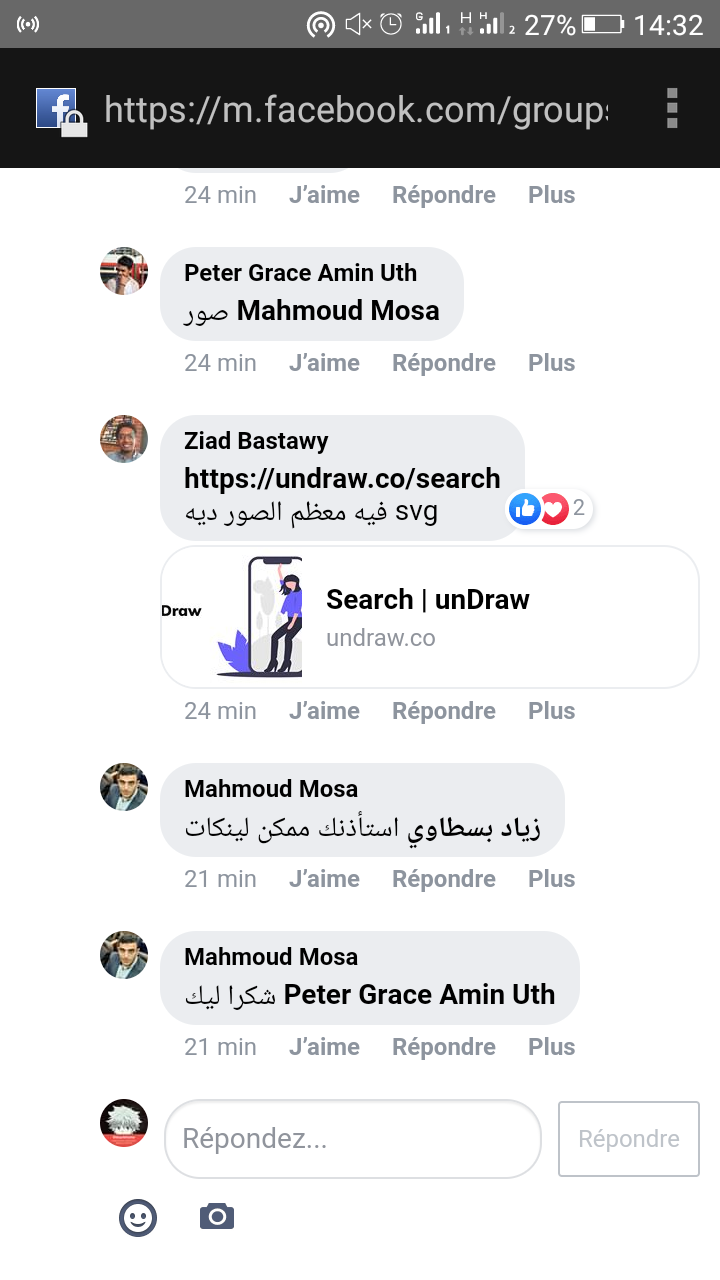 G 1 H H 2 27% 14:32
https://m.facebook.com/groups
24 min J'aime Répondre Plus
Peter Grace Amin Uth
Mahmoud Mosa صور
24 min J'aime Répondre Plus
Ziad Bastawy
https://undraw.co/search
فيه معظم الصور ديه svg
2
Draw
Search | unDraw
undraw.co
24 min J'aime Répondre Plus
Mahmoud Mosa
زياد بسطاوي استأذنك ممكن لينكات
21 min J'aime Répondre Plus
Mahmoud Mosa
Peter Grace Amin Uth شكرا ليك
21 min J'aime Répondre Plus
Répondez...
Répondre